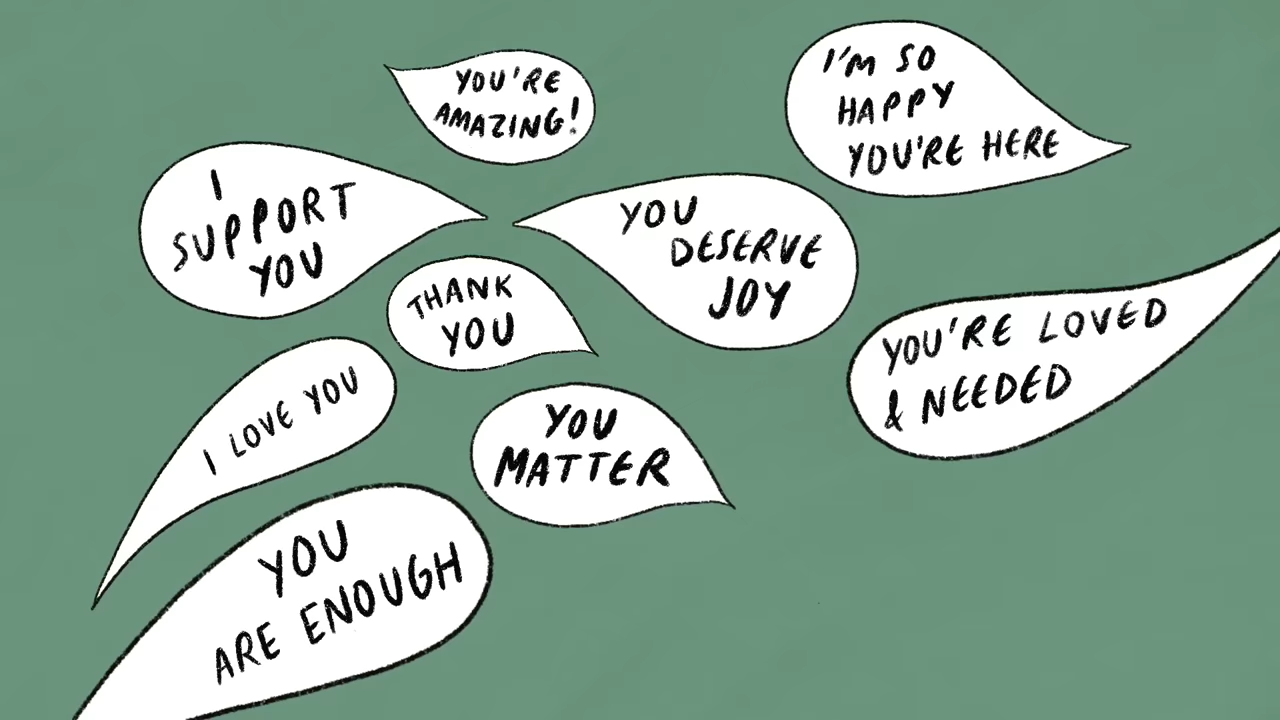 YOU'RE
AMAZING!
I'M SO
HAPPY
YOU'RE HERE
I
SUPPORT
YOU
YOU
DESERVE
JOY
THANK
YOU
YOU'RE LOVED
& NEEDED
I LOVE YOU
YOU
MATTER
YOU
ARE ENOUGH